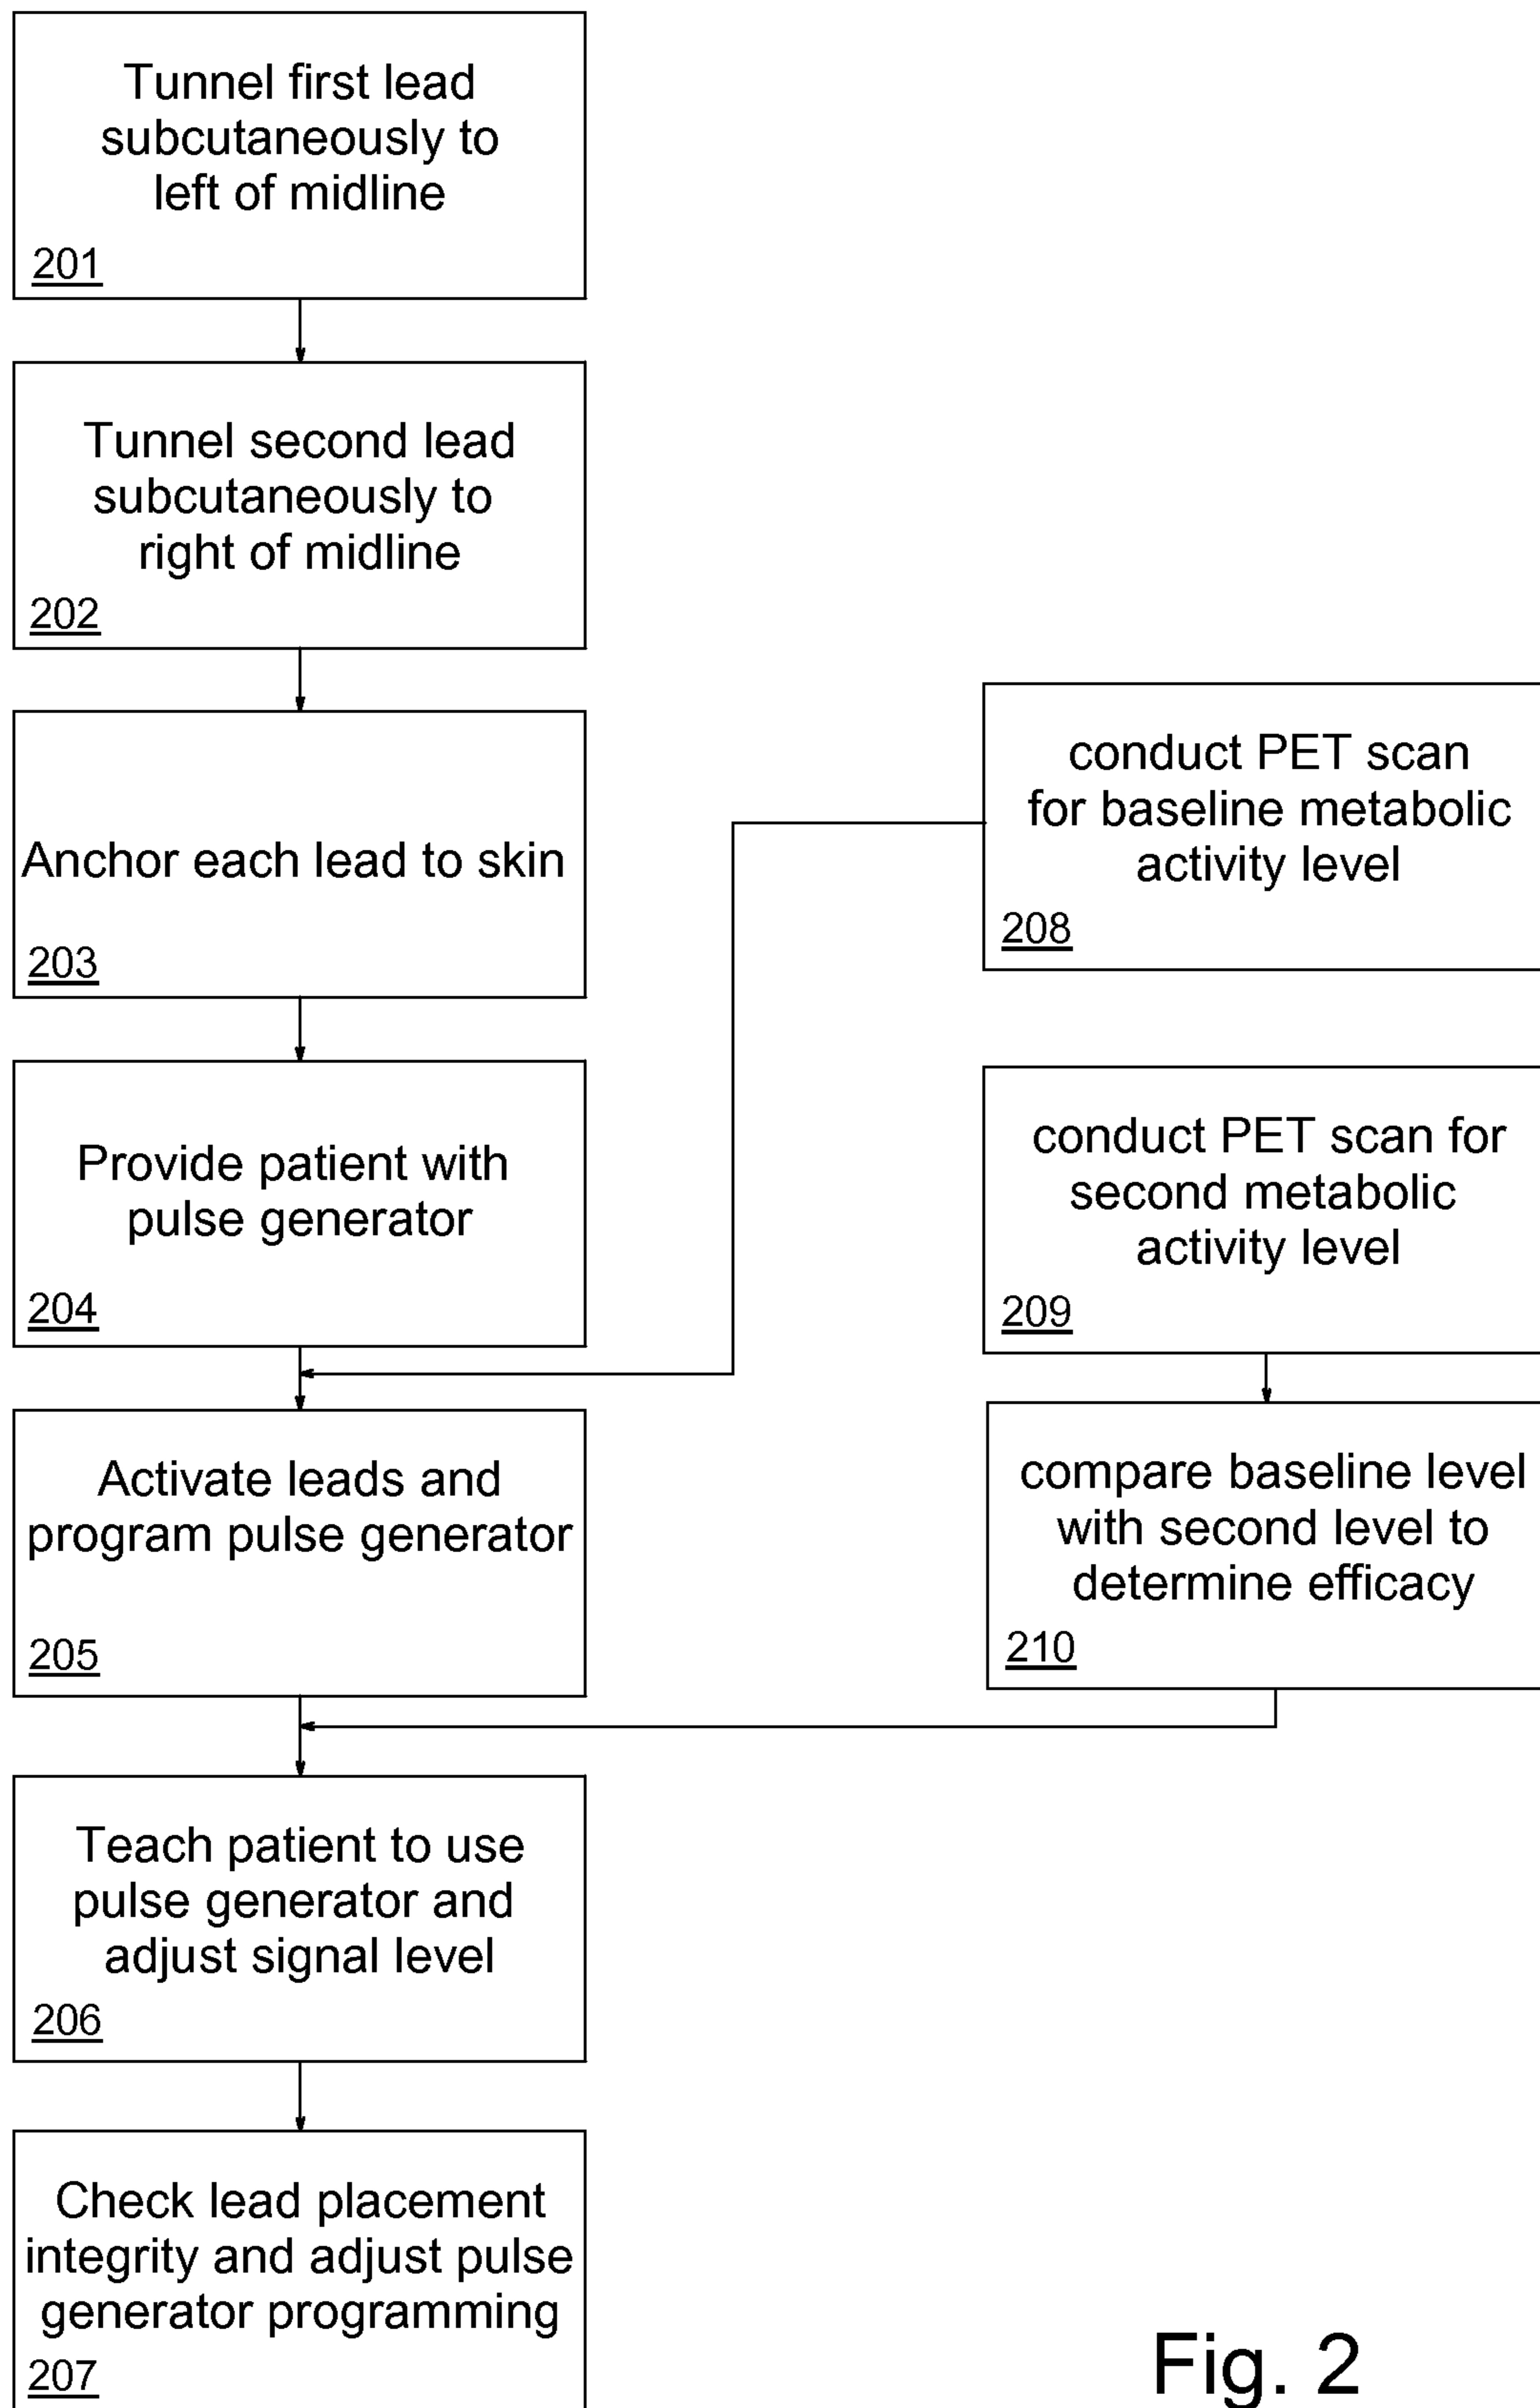 Tunnel first lead
subcutaneously to
left of midline
201
Tunnel second lead
subcutaneously to
right of midline
202
Anchor each lead to skin
203
Provide patient with
pulse generator
204
Activate leads and
program pulse generator
205
Teach patient to use
pulse generator and
adjust signal level
206
Check lead placement
integrity and adjust pulse
generator programming
207
conduct PET scan
for baseline metabolic
activity level
208
conduct PET scan for
second metabolic
activity level
209
compare baseline level
with second level to
determine efficacy
210
Fig. 2